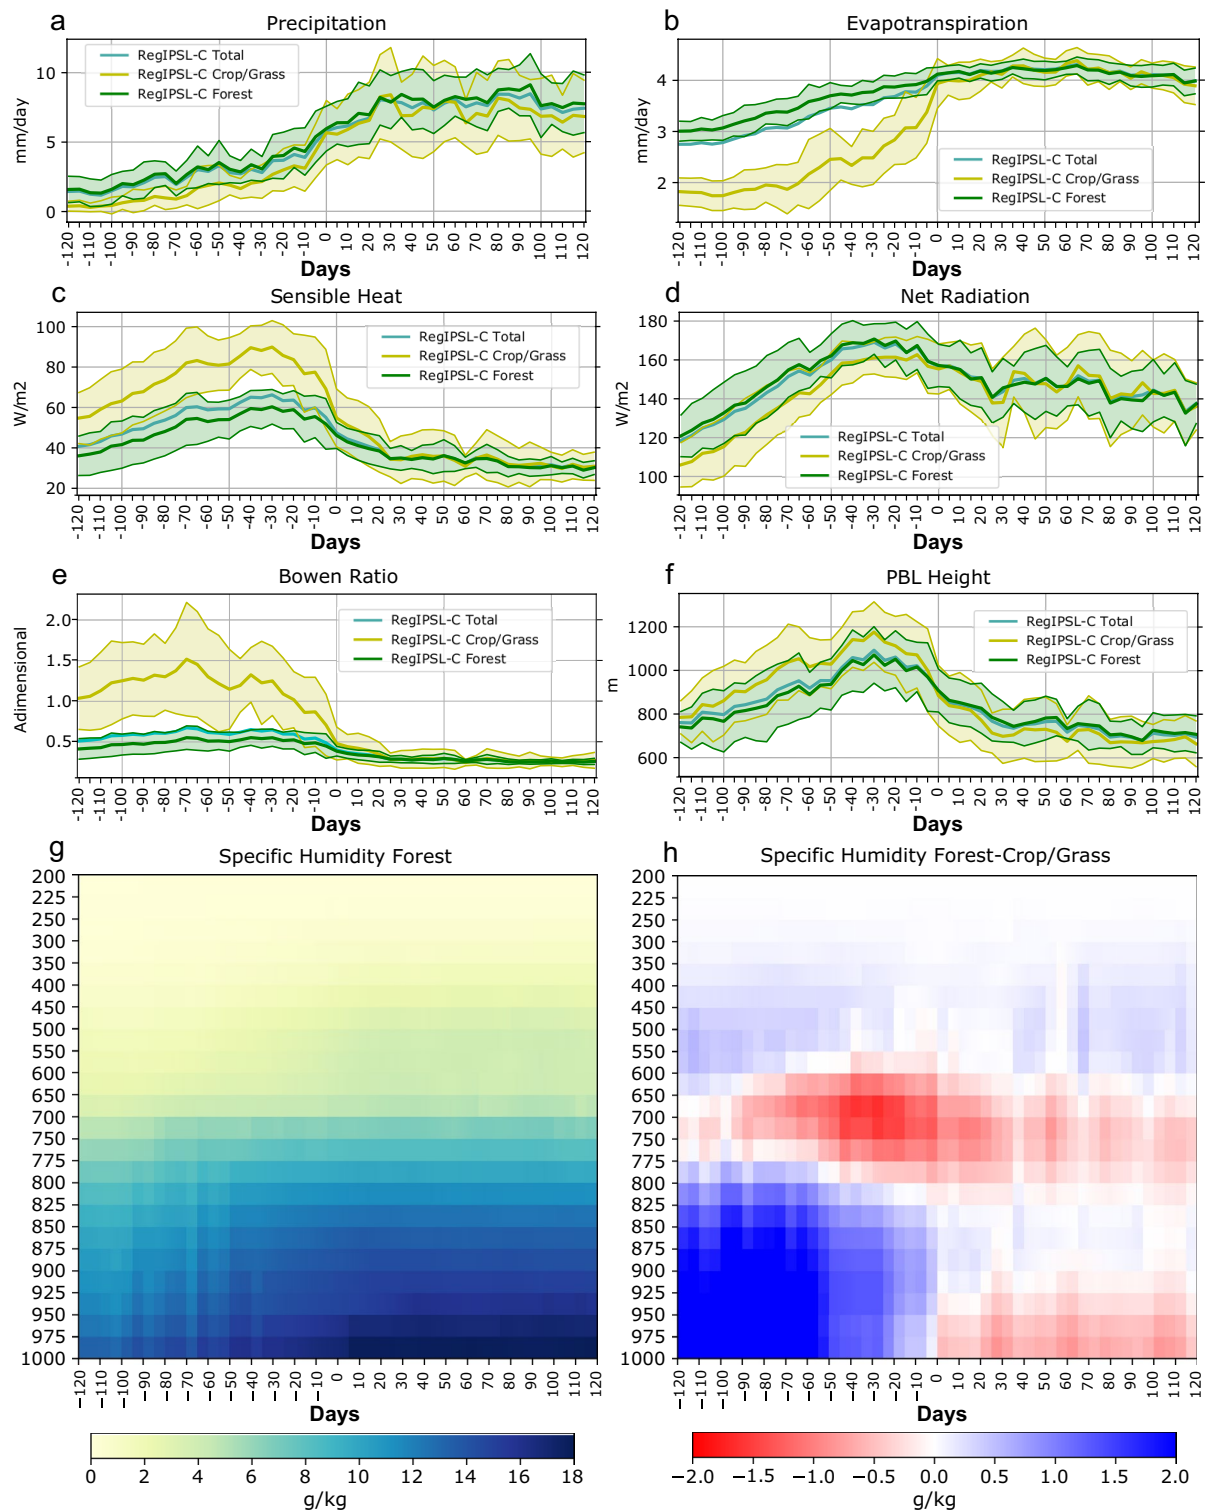 a Precipitation
RegIPSL-C Total
RegIPSL-C Crop/Grass
RegIPSL-C Forest
mm/day
10
5
0
-120 -110 -100 -90 -80 -70 -60 -50 -40 -30 -20 -10 0 10 20 30 40 50 60 70 80 90 100 110 120
Days
b Evapotranspiration
RegIPSL-C Total
RegIPSL-C Crop/Grass
RegIPSL-C Forest
mm/day
4
3
2
-120 -110 -100 -90 -80 -70 -60 -50 -40 -30 -20 -10 0 10 20 30 40 50 60 70 80 90 100 110 120
Days
c Sensible Heat
RegIPSL-C Total
RegIPSL-C Crop/Grass
RegIPSL-C Forest
W/m2
100
80
60
40
20
-120 -110 -100 -90 -80 -70 -60 -50 -40 -30 -20 -10 0 10 20 30 40 50 60 70 80 90 100 110 120
Days
d Net Radiation
RegIPSL-C Total
RegIPSL-C Crop/Grass
RegIPSL-C Forest
W/m2
180
160
140
120
100
-120 -110 -100 -90 -80 -70 -60 -50 -40 -30 -20 -10 0 10 20 30 40 50 60 70 80 90 100 110 120
Days
e Bowen Ratio
RegIPSL-C Total
RegIPSL-C Crop/Grass
RegIPSL-C Forest
Adimensional
2.0
1.5
1.0
0.5
-120 -110 -100 -90 -80 -70 -60 -50 -40 -30 -20 -10 0 10 20 30 40 50 60 70 80 90 100 110 120
Days
f PBL Height
RegIPSL-C Total
RegIPSL-C Crop/Grass
RegIPSL-C Forest
m
1200
1000
800
600
-120 -110 -100 -90 -80 -70 -60 -50 -40 -30 -20 -10 0 10 20 30 40 50 60 70 80 90 100 110 120
Days
g Specific Humidity Forest
200
225
250
300
350
450
500
550
600
650
700
750
775
800
825
850
875
900
925
950
975
1000
−120 −110 −100 −90 −80 −70 −60 −50 −40 −30 −20 −10 0 10 20 30 40 50 60 70 80 90 100 110 120
Days
0 2 4 6 8 10 12 14 16 18
g/kg
h Specific Humidity Forest-Crop/Grass
200
225
250
300
350
450
500
550
600
650
700
750
775
800
825
850
875
900
925
950
975
1000
−120 −110 −100 −90 −80 −70 −60 −50 −40 −30 −20 −10 0 10 20 30 40 50 60 70 80 90 100 110 120
Days
−2.0 −1.5 −1.0 −0.5 0.0 0.5 1.0 1.5 2.0
g/kg